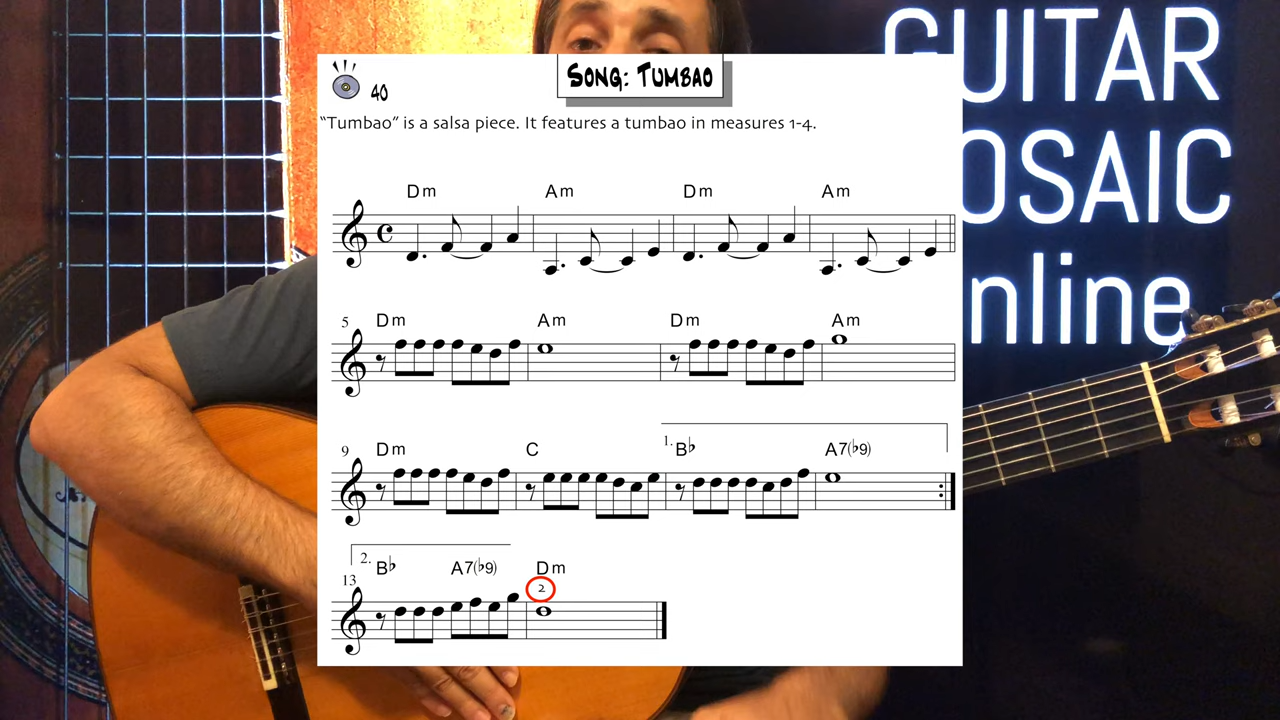 GUITAR
OSAIC
nline
Song: Tumbao
40
“Tumbao” is a salsa piece. It features a tumbao in measures 1-4.
Dm Am Dm Am
5 Dm Am Dm Am
1.
9 Dm C B♭ A7(♭9)
2.
13 B♭ A7(♭9) Dm
2